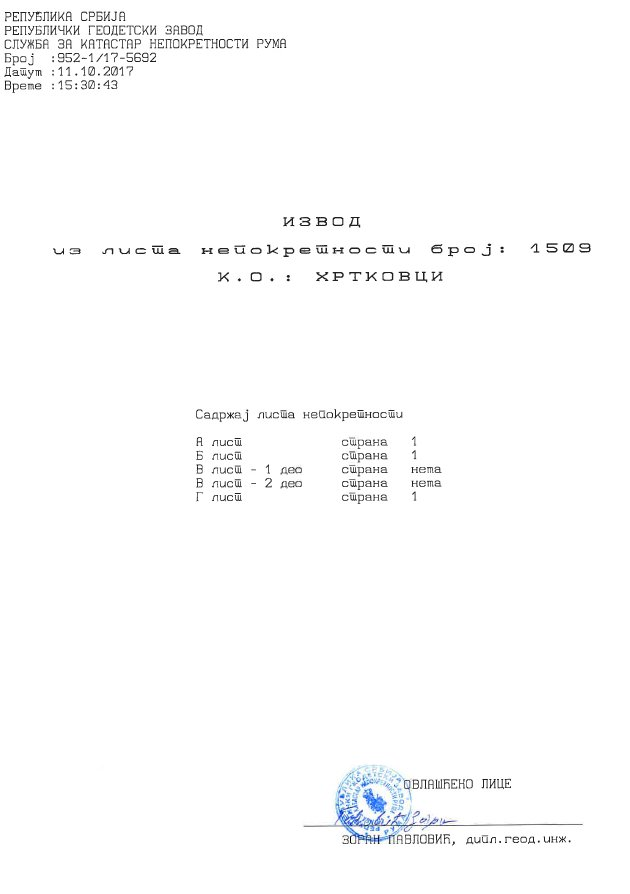 РЕПУБЛИКА СРБИЈА
РЕПУБЛИЧКИ ГЕОДЕТСКИ ЗАВОД
СЛУЖБА ЗА КАТАСТАР НЕПОКРЕТНОСТИ РУМА
Број :952-1/17-5692
Датум :11.10.2017
Време :15:30:43
ИЗВОД
из листа непокретности број: 1509
К.О.: ХРТКОВЦИ
Садржај листа непокретности
А лист страна 1
Б лист страна 1
В лист - 1 део страна нема
В лист - 2 део страна нема
Г лист страна 1
ОВЛАШЋЕНО ЛИЦЕ
ЗОРАН ПАВЛОВИЋ, дипл.геод.инж.